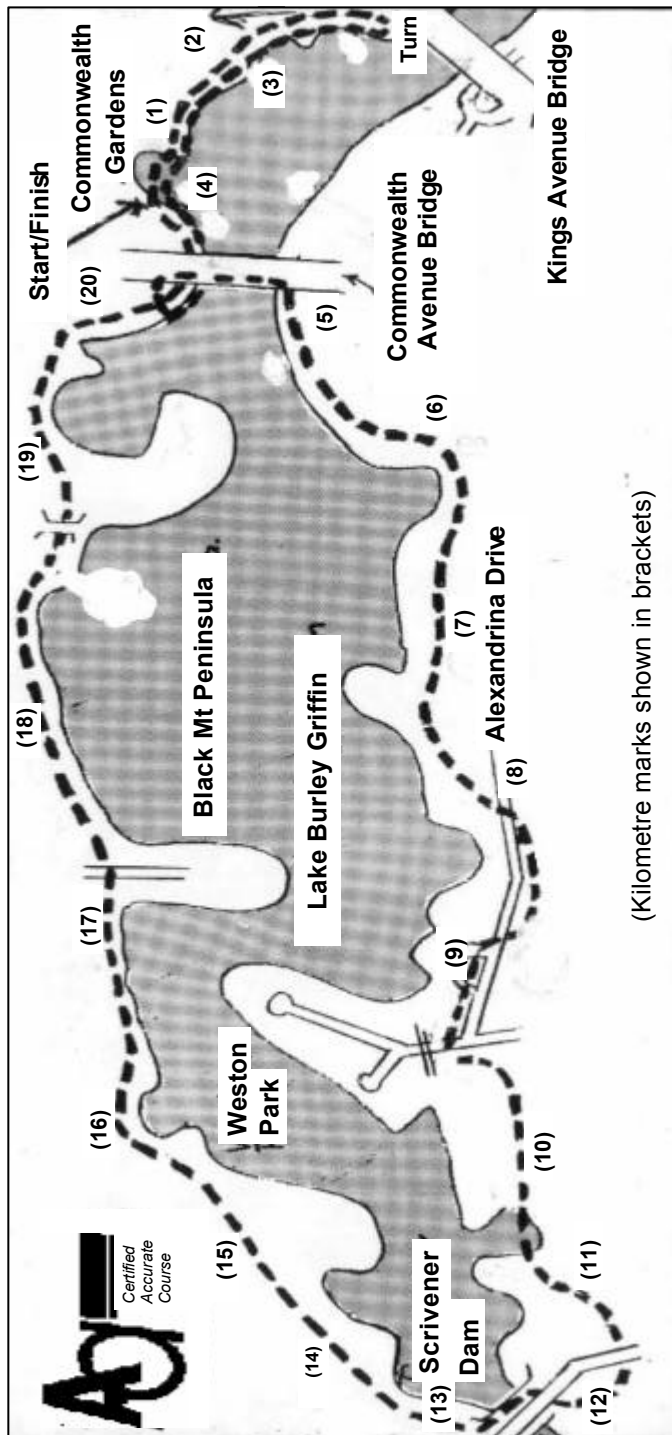 Certified
Accurate
Course
(16)
(17)
(18)
(19)
(20)
Start/Finish
Commonwealth
Gardens
(1)
(2)
(3)
(4)
Turn
(15)
(14)
Weston
Park
Black Mt Peninsula
Lake Burley Griffin
Scrivener
Dam
(13)
(12)
(11)
(10)
(9)
(8)
Alexandrina Drive
(7)
(6)
(5)
Commonwealth
Avenue Bridge
Kings Avenue Bridge
(Kilometre marks shown in brackets)